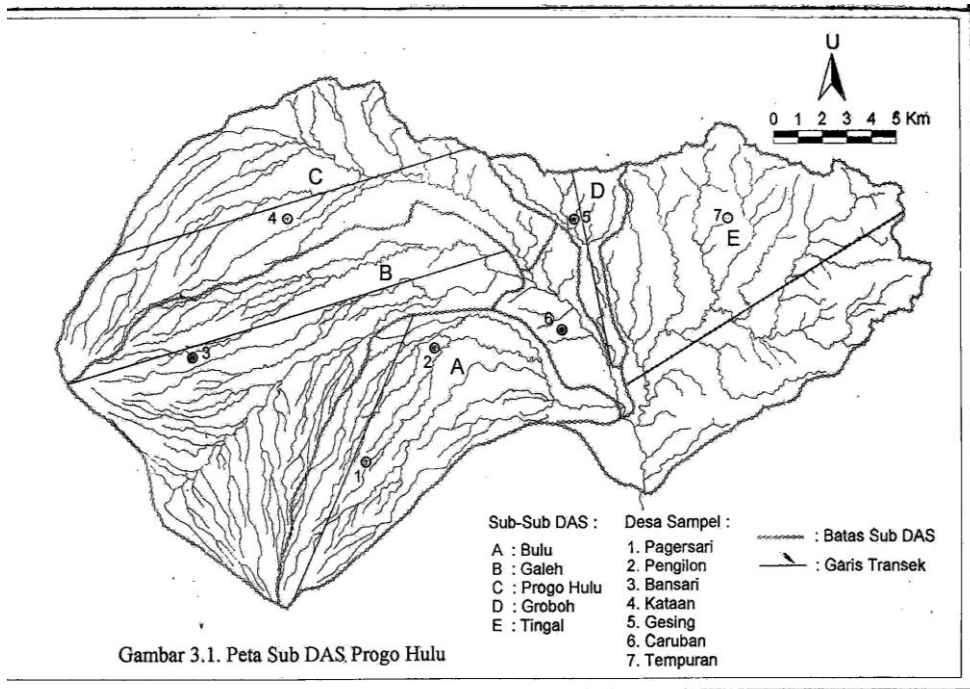 U
0 1 2 3 4 5 Km
C
D
4
5
7
E
B
6
3
2
A
1
Sub-Sub DAS :
A : Bulu
B : Galeh
C : Progo Hulu
D : Groboh
E : Tingal
Desa Sampel :
1. Pagersari
2. Pengilon
3. Bansari
4. Kataan
5. Gesing
6. Caruban
7. Tempuran
: Batas Sub DAS
: Garis Transek
Gambar 3.1. Peta Sub DAS Progo Hulu